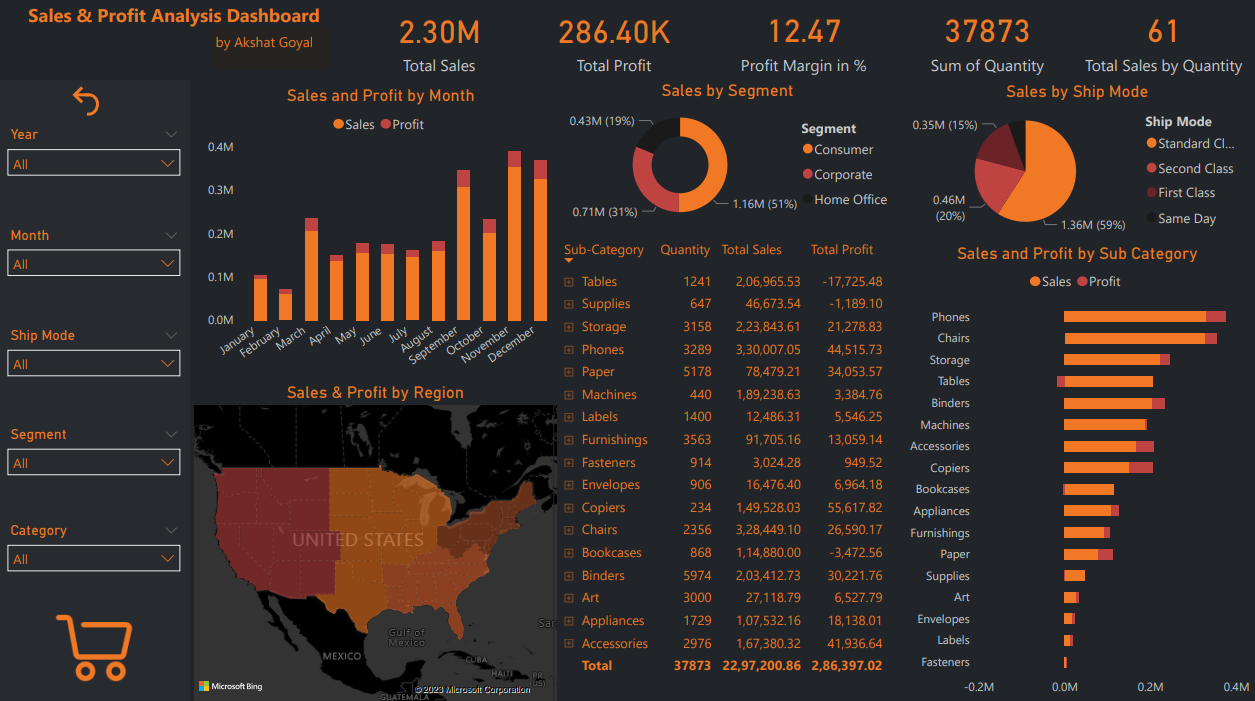 Sales & Profit Analysis Dashboard
by Akshat Goyal
2.30M
Total Sales
286.40K
Total Profit
12.47
Profit Margin in %
37873
Sum of Quantity
61
Total Sales by Quantity
Year
All
Month
All
Ship Mode
All
Segment
All
Category
All
Sales and Profit by Month
Sales Profit
0.4M
0.3M
0.2M
0.1M
0.0M
January
February
March
April
May
June
July
August
September
October
November
December
Sales & Profit by Region
UNITED STATES
Gulf of
Mexico
MEXICO
CUBA
HAITI
PR
(US)
San
GUATEMALA
Microsoft Bing
© 2023 Microsoft Corporation
Sales by Segment
0.43M (19%)
0.71M (31%)
1.16M (51%)
Segment
Consumer
Corporate
Home Office
Sub-Category Quantity Total Sales Total Profit
Tables 1241 2,06,965.53 -17,725.48
Supplies 647 46,673.54 -1,189.10
Storage 3158 2,23,843.61 21,278.83
Phones 3289 3,30,007.05 44,515.73
Paper 5178 78,479.21 34,053.57
Machines 440 1,89,238.63 3,384.76
Labels 1400 12,486.31 5,546.25
Furnishings 3563 91,705.16 13,059.14
Fasteners 914 3,024.28 949.52
Envelopes 906 16,476.40 6,964.18
Copiers 234 1,49,528.03 55,617.82
Chairs 2356 3,28,449.10 26,590.17
Bookcases 868 1,14,880.00 -3,472.56
Binders 5974 2,03,412.73 30,221.76
Art 3000 27,118.79 6,527.79
Appliances 1729 1,07,532.16 18,138.01
Accessories 2976 1,67,380.32 41,936.64
Total 37873 22,97,200.86 2,86,397.02
Sales by Ship Mode
0.35M (15%)
0.46M
(20%)
1.36M (59%)
Ship Mode
Standard Cl...
Second Class
First Class
Same Day
Sales and Profit by Sub Category
Sales Profit
Phones
Chairs
Storage
Tables
Binders
Machines
Accessories
Copiers
Bookcases
Appliances
Furnishings
Paper
Supplies
Art
Envelopes
Labels
Fasteners
-0.2M 0.0M 0.2M 0.4M